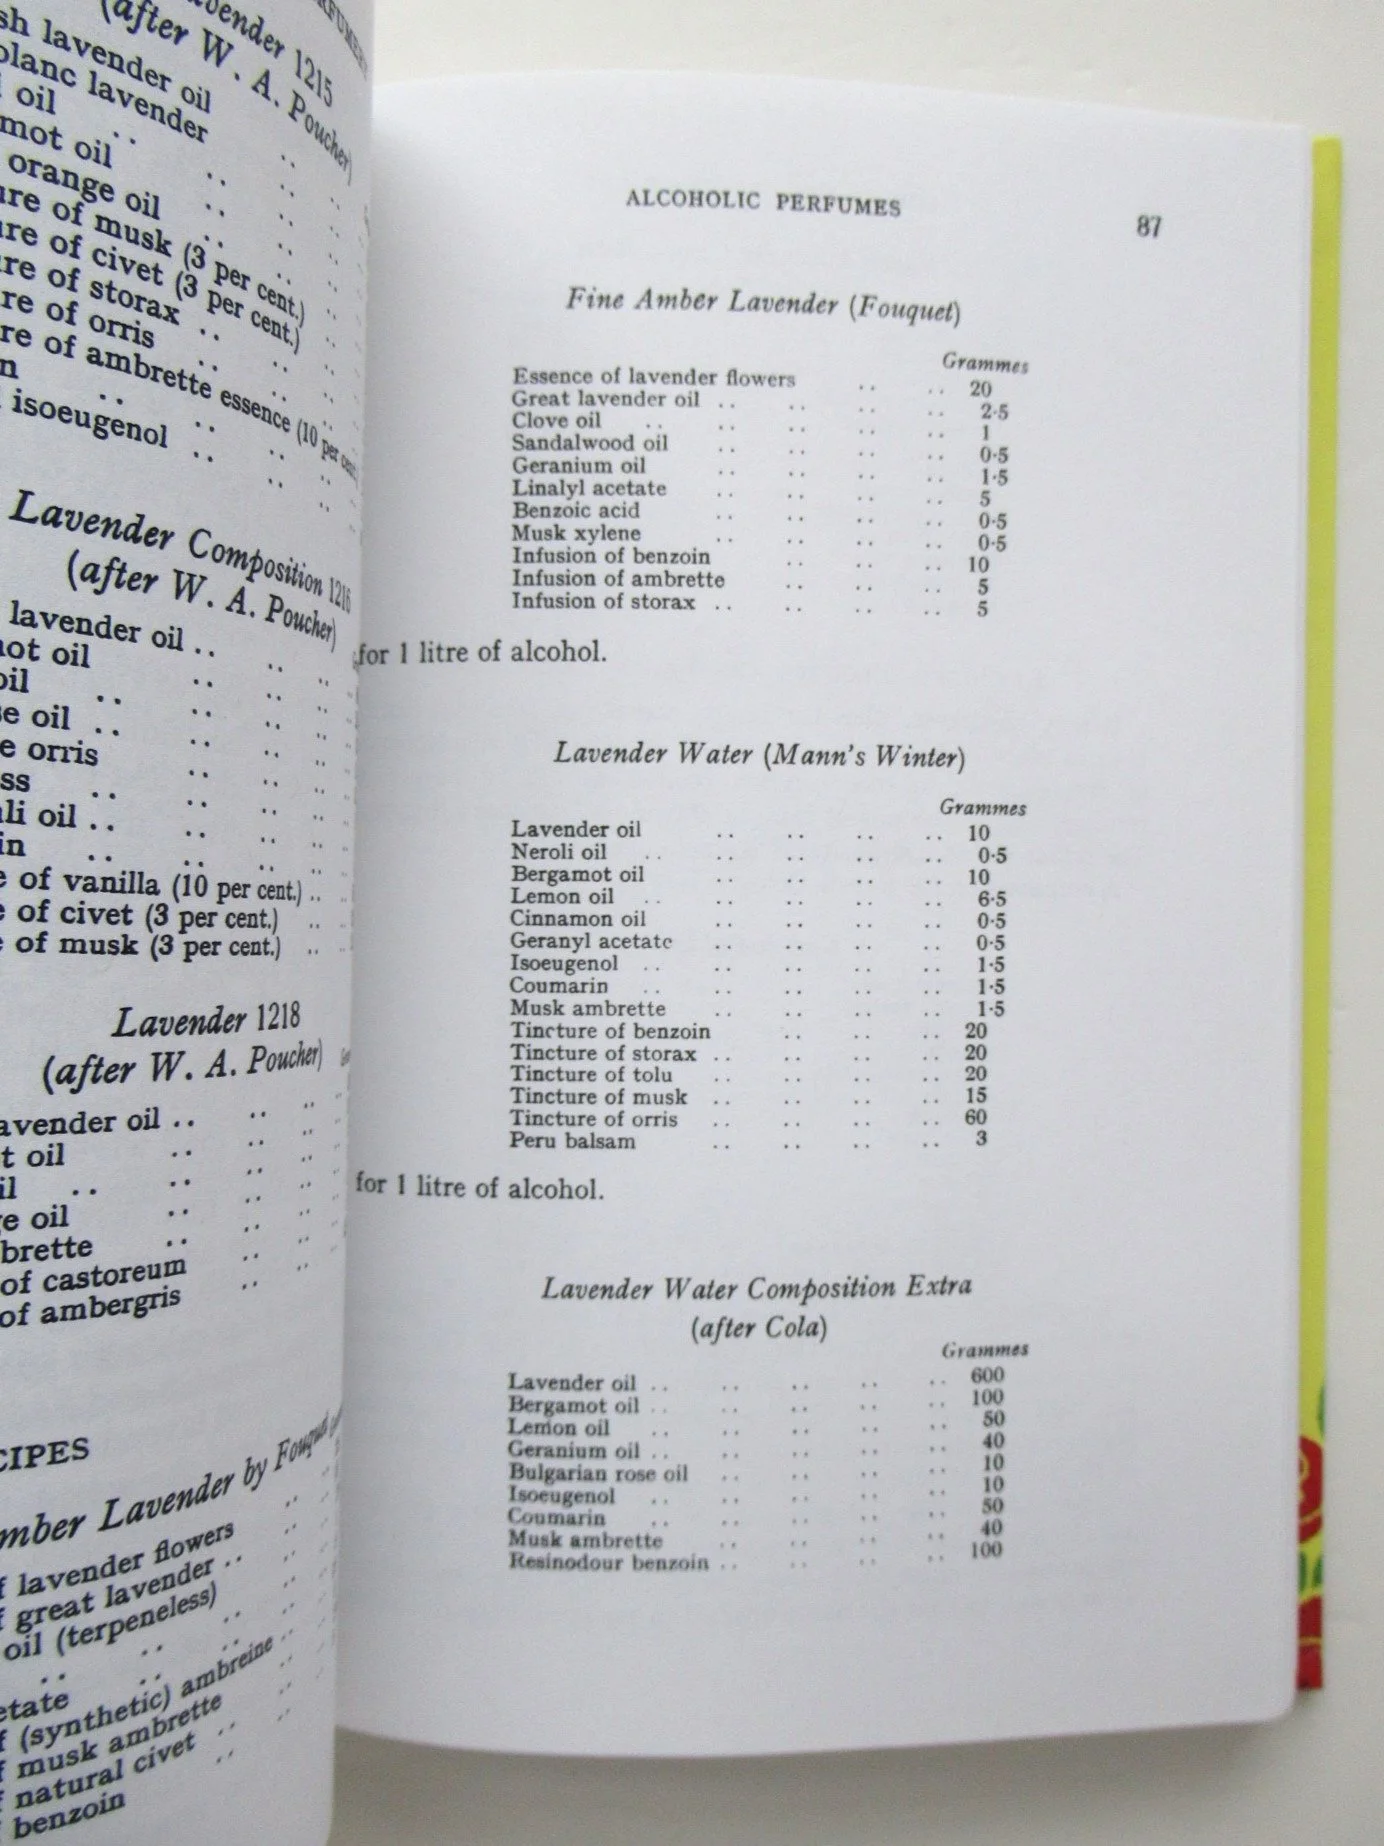 (after W. A. Poucher)
lavender oil
lavender
oil
oil
orange oil
of musk (3 per cent.)
of civet (3 per cent.)
of storax ..
of orris
of ambrette essence (10 per cent.)
isoeugenol
Lavender Composition 1216
(after W. A. Poucher)
lavender oil ..
oil
oil
oil ..
orris
oil ..
of vanilla (10 per cent.) ..
of civet (3 per cent.) ..
of musk (3 per cent.) ..
Lavender 1218
(after W. A. Poucher)
oil ..
oil
oil
of castoreum
of ambergris
Lavender by Fouquet
lavender flowers
great lavender ..
oil (terpeneless)
(synthetic) ambreine ..
musk ambrette
natural civet
benzoin
ALCOHOLIC PERFUMES 87
Fine Amber Lavender (Fouquet)
Grammes
Essence of lavender flowers .. .. 20
Great lavender oil .. .. .. .. 2·5
Clove oil .. .. .. .. 1
Sandalwood oil .. .. .. .. 0·5
Geranium oil .. .. .. .. 1·5
Linalyl acetate .. .. .. .. 5
Benzoic acid .. .. .. .. 0·5
Musk xylene .. .. .. .. 0·5
Infusion of benzoin .. .. .. 10
Infusion of ambrette .. .. .. 5
Infusion of storax .. .. .. .. 5
for 1 litre of alcohol.
Lavender Water (Mann's Winter)
Grammes
Lavender oil .. .. .. .. 10
Neroli oil .. .. .. .. .. 0·5
Bergamot oil .. .. .. .. 10
Lemon oil .. .. .. .. .. 6·5
Cinnamon oil .. .. .. .. 0·5
Geranyl acetate .. .. .. .. 0·5
Isoeugenol .. .. .. .. .. 1·5
Coumarin .. .. .. .. .. 1·5
Musk ambrette .. .. .. .. 1·5
Tincture of benzoin .. .. .. 20
Tincture of storax .. .. .. .. 20
Tincture of tolu .. .. .. .. 20
Tincture of musk .. .. .. .. 15
Tincture of orris .. .. .. .. 60
Peru balsam .. .. .. .. 3
for 1 litre of alcohol.
Lavender Water Composition Extra
(after Cola)
Grammes
Lavender oil .. .. .. .. .. 600
Bergamot oil .. .. .. .. .. 100
Lemon oil .. .. .. .. .. 50
Geranium oil .. .. .. .. .. 40
Bulgarian rose oil .. .. .. .. 10
Isoeugenol .. .. .. .. .. 10
Coumarin .. .. .. .. .. 50
Musk ambrette .. .. .. .. 40
Resinodour benzoin .. .. .. .. 100